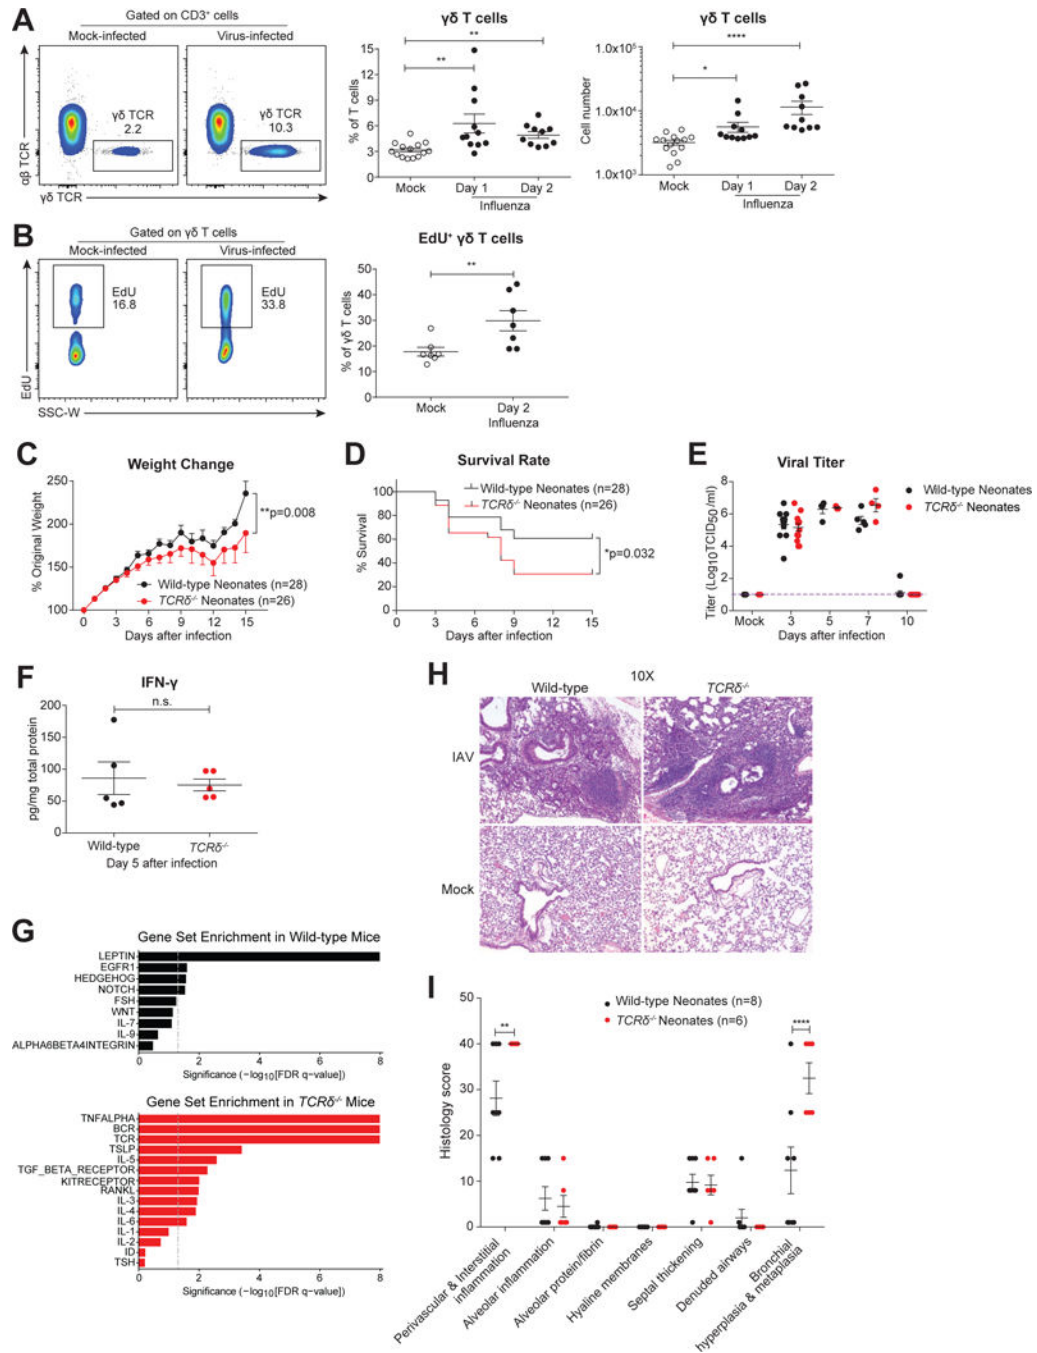 A
Gated on CD3⁺ cells
Mock-infected
Virus-infected
γδ TCR
2.2
γδ TCR
10.3
αβ TCR
γδ TCR
γδ T cells
% of T cells
15
12
9
6
3
0
**
**
Mock
Day 1
Day 2
Influenza
γδ T cells
Cell number
1.0x10⁵
1.0x10⁴
1.0x10³
****
*
Mock
Day 1
Day 2
Influenza
B
Gated on γδ T cells
Mock-infected
Virus-infected
EdU
16.8
EdU
33.8
EdU
SSC-W
EdU⁺ γδ T cells
% of γδ T cells
50
40
30
20
10
0
**
Mock
Day 2
Influenza
C
Weight Change
% Original Weight
250
200
150
100
**p=0.008
Wild-type Neonates (n=28)
TCRδ⁻/⁻ Neonates (n=26)
0 3 6 9 12 15
Days after infection
D
Survival Rate
% Survival
100
80
60
40
20
0
Wild-type Neonates (n=28)
TCRδ⁻/⁻ Neonates (n=26)
*p=0.032
0 3 9 15
Days after infection
E
Viral Titer
Titer (Log₁₀TCID₅₀/ml)
8
6
4
2
0
Wild-type Neonates
TCRδ⁻/⁻ Neonates
Mock 3 5 7 10
Days after infection
F
IFN-γ
n.s.
pg/mg total protein
200
150
100
50
0
Wild-type
TCRδ⁻/⁻
Day 5 after infection
H
10X
Wild-type
TCRδ⁻/⁻
IAV
Mock
G
Gene Set Enrichment in Wild-type Mice
LEPTIN
EGFR1
HEDGEHOG
NOTCH
FSH
WNT
IL-7
IL-9
ALPHA6BETA4INTEGRIN
0 2 4 6 8
Significance (−log₁₀[FDR q−value])
Gene Set Enrichment in TCRδ⁻/⁻ Mice
TNFALPHA
BCR
TCR
TSLP
IL-5
TGF_BETA_RECEPTOR
KITRECEPTOR
RANKL
IL-3
IL-4
IL-6
IL-1
IL-2
ID
TSH
0 2 4 6 8
Significance (−log₁₀[FDR q−value])
I
Wild-type Neonates (n=8)
TCRδ⁻/⁻ Neonates (n=6)
Histology score
50
40
30
20
10
0
**
****
Perivascular & Interstitial
inflammation
Alveolar inflammation
Alveolar protein/fibrin
Hyaline membranes
Septal thickening
Denuded airways
Bronchial
hyperplasia & metaplasia